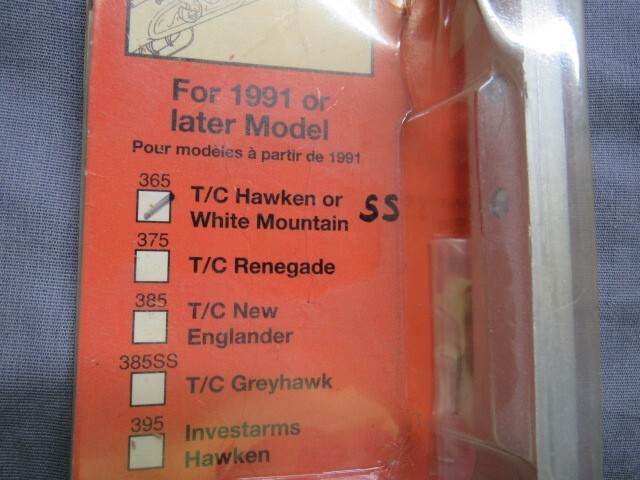 For 1991 or
later Model
Pour modèles à partir de 1991
365
T/C Hawken or
White Mountain SS
375
T/C Renegade
385
T/C New
Englander
385SS
T/C Greyhawk
395
Investarms
Hawken